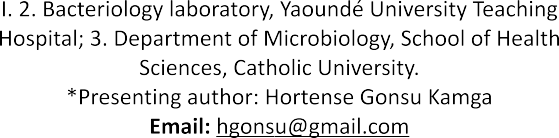 I. 2. Bacteriology laboratory, Yaoundé University Teaching
Hospital; 3. Department of Microbiology, School of Health
Sciences, Catholic University.
*Presenting author: Hortense Gonsu Kamga
Email: hgonsu@gmail.com